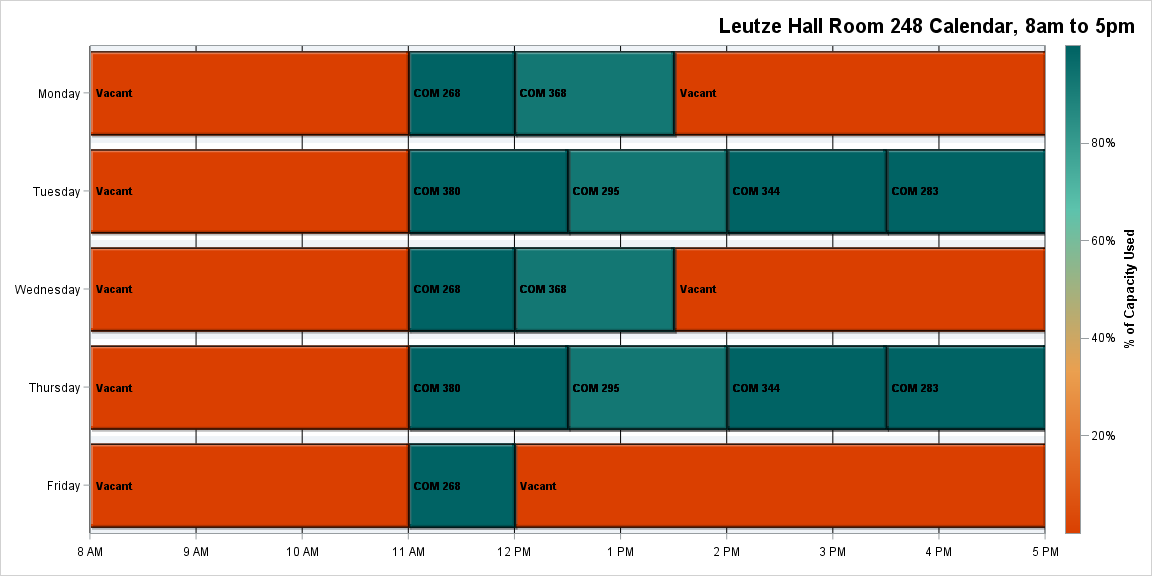 Leutze Hall Room 248 Calendar, 8am to 5pm
Monday
Vacant
COM 268
COM 368
Vacant
Tuesday
Vacant
COM 380
COM 295
COM 344
COM 283
Wednesday
Vacant
COM 268
COM 368
Vacant
Thursday
Vacant
COM 380
COM 295
COM 344
COM 283
Friday
Vacant
COM 268
Vacant
8 AM
9 AM
10 AM
11 AM
12 PM
1 PM
2 PM
3 PM
4 PM
5 PM
80%
60%
40%
20%
% of Capacity Used